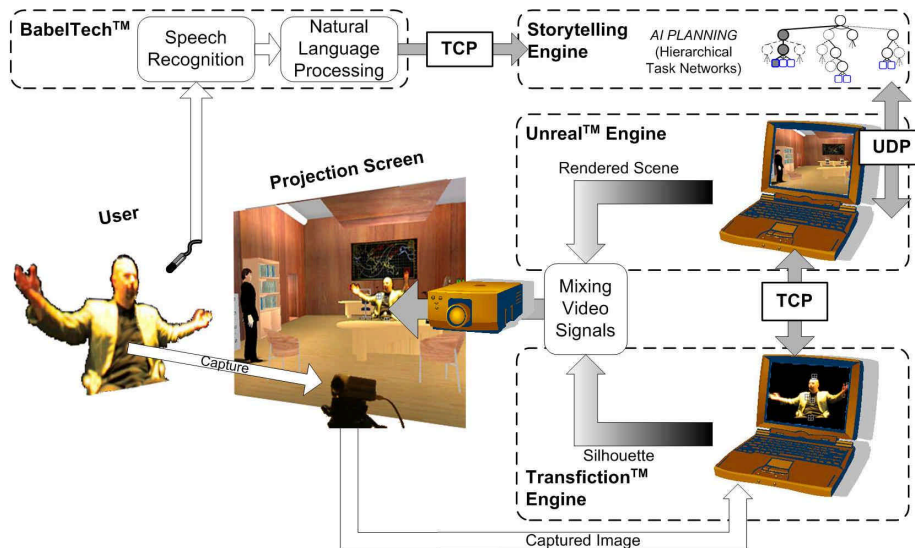 BabelTech™
Speech
Recognition
Natural
Language
Processing
TCP
Storytelling
Engine
AI PLANNING
(Hierarchical
Task Networks)
Unreal™ Engine
UDP
Rendered Scene
Projection Screen
User
Mixing
Video
Signals
TCP
Capture
Silhouette
Transfiction™
Engine
Captured Image